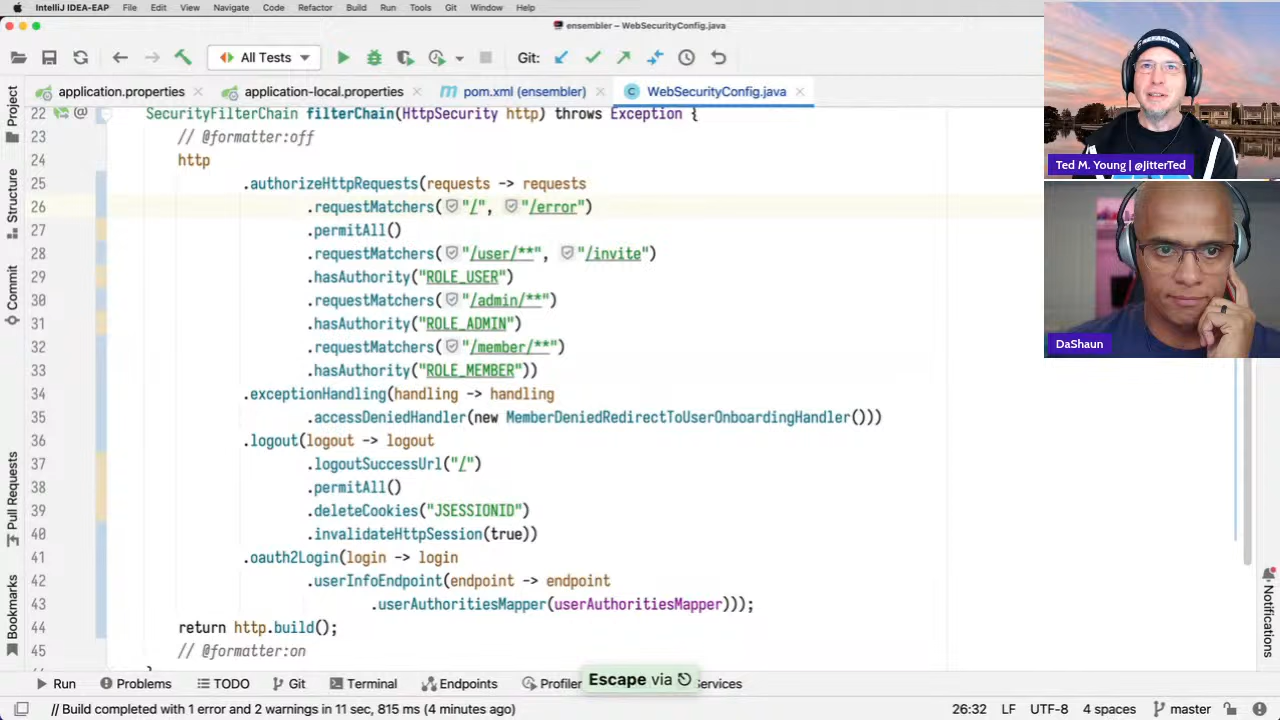 IntelliJ IDEA-EAP File Edit View Navigate Code Refactor Build Run Tools Git Window Help
ensembler – WebSecurityConfig.java
All Tests Git:
application.properties application-local.properties pom.xml (ensembler) WebSecurityConfig.java
Project
Structure
Commit
Pull Requests
Bookmarks
22 SecurityFilterChain filterChain(HttpSecurity http) throws Exception {
23 // @formatter:off
24 http
25 .authorizeHttpRequests(requests -> requests
26 .requestMatchers("/", "/error")
27 .permitAll()
28 .requestMatchers("/user/**", "/invite")
29 .hasAuthority("ROLE_USER")
30 .requestMatchers("/admin/**")
31 .hasAuthority("ROLE_ADMIN")
32 .requestMatchers("/member/**")
33 .hasAuthority("ROLE_MEMBER"))
34 .exceptionHandling(handling -> handling
35 .accessDeniedHandler(new MemberDeniedRedirectToUserOnboardingHandler()))
36 .logout(logout -> logout
37 .logoutSuccessUrl("/")
38 .permitAll()
39 .deleteCookies("JSESSIONID")
40 .invalidateHttpSession(true))
41 .oauth2Login(login -> login
42 .userInfoEndpoint(endpoint -> endpoint
43 .userAuthoritiesMapper(userAuthoritiesMapper)));
44 return http.build();
45 // @formatter:on
Ted M. Young | @JitterTed
DaShaun
Notifications
Run Problems TODO Git Terminal Endpoints Profiler Services
Escape via
// Build completed with 1 error and 2 warnings in 11 sec, 815 ms (4 minutes ago) 26:32 LF UTF-8 4 spaces master